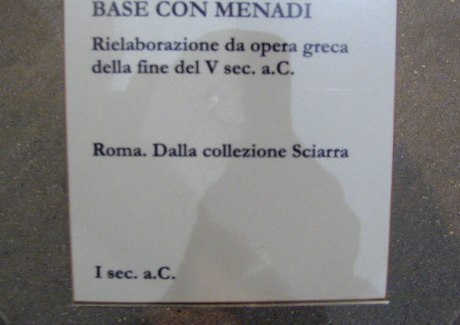 BASE CON MENADI
Rielaborazione da opera greca
della fine del V sec. a.C.
Roma. Dalla collezione Sciarra
I sec. a.C.